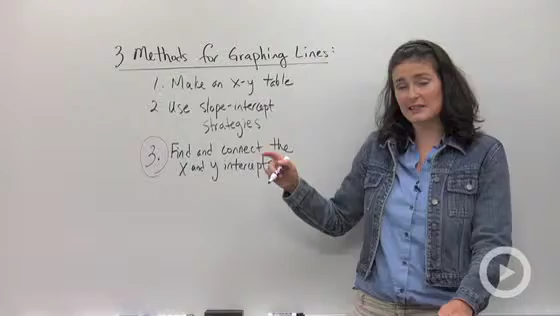 3 Methods for Graphing Lines:
1. Make an x-y table
2 Use slope-intercept
strategies
3. Find and connect the
x and y intercepts